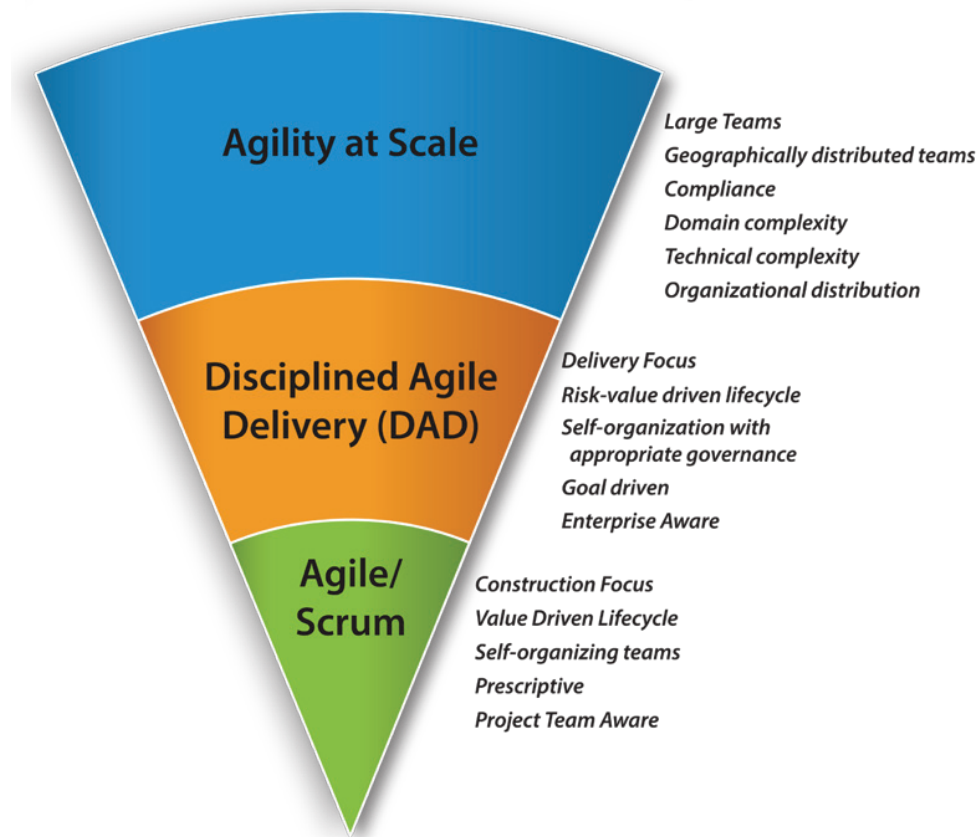 Agility at Scale
Large Teams
Geographically distributed teams
Compliance
Domain complexity
Technical complexity
Organizational distribution
Disciplined Agile
Delivery (DAD)
Delivery Focus
Risk-value driven lifecycle
Self-organization with
appropriate governance
Goal driven
Enterprise Aware
Agile/
Scrum
Construction Focus
Value Driven Lifecycle
Self-organizing teams
Prescriptive
Project Team Aware